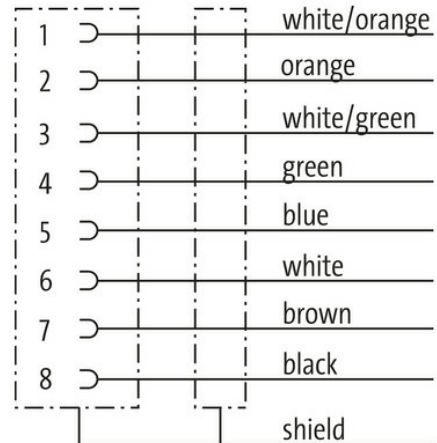 1 white/orange
2 orange
3 white/green
4 green
5 blue
6 white
7 brown
8 black
shield